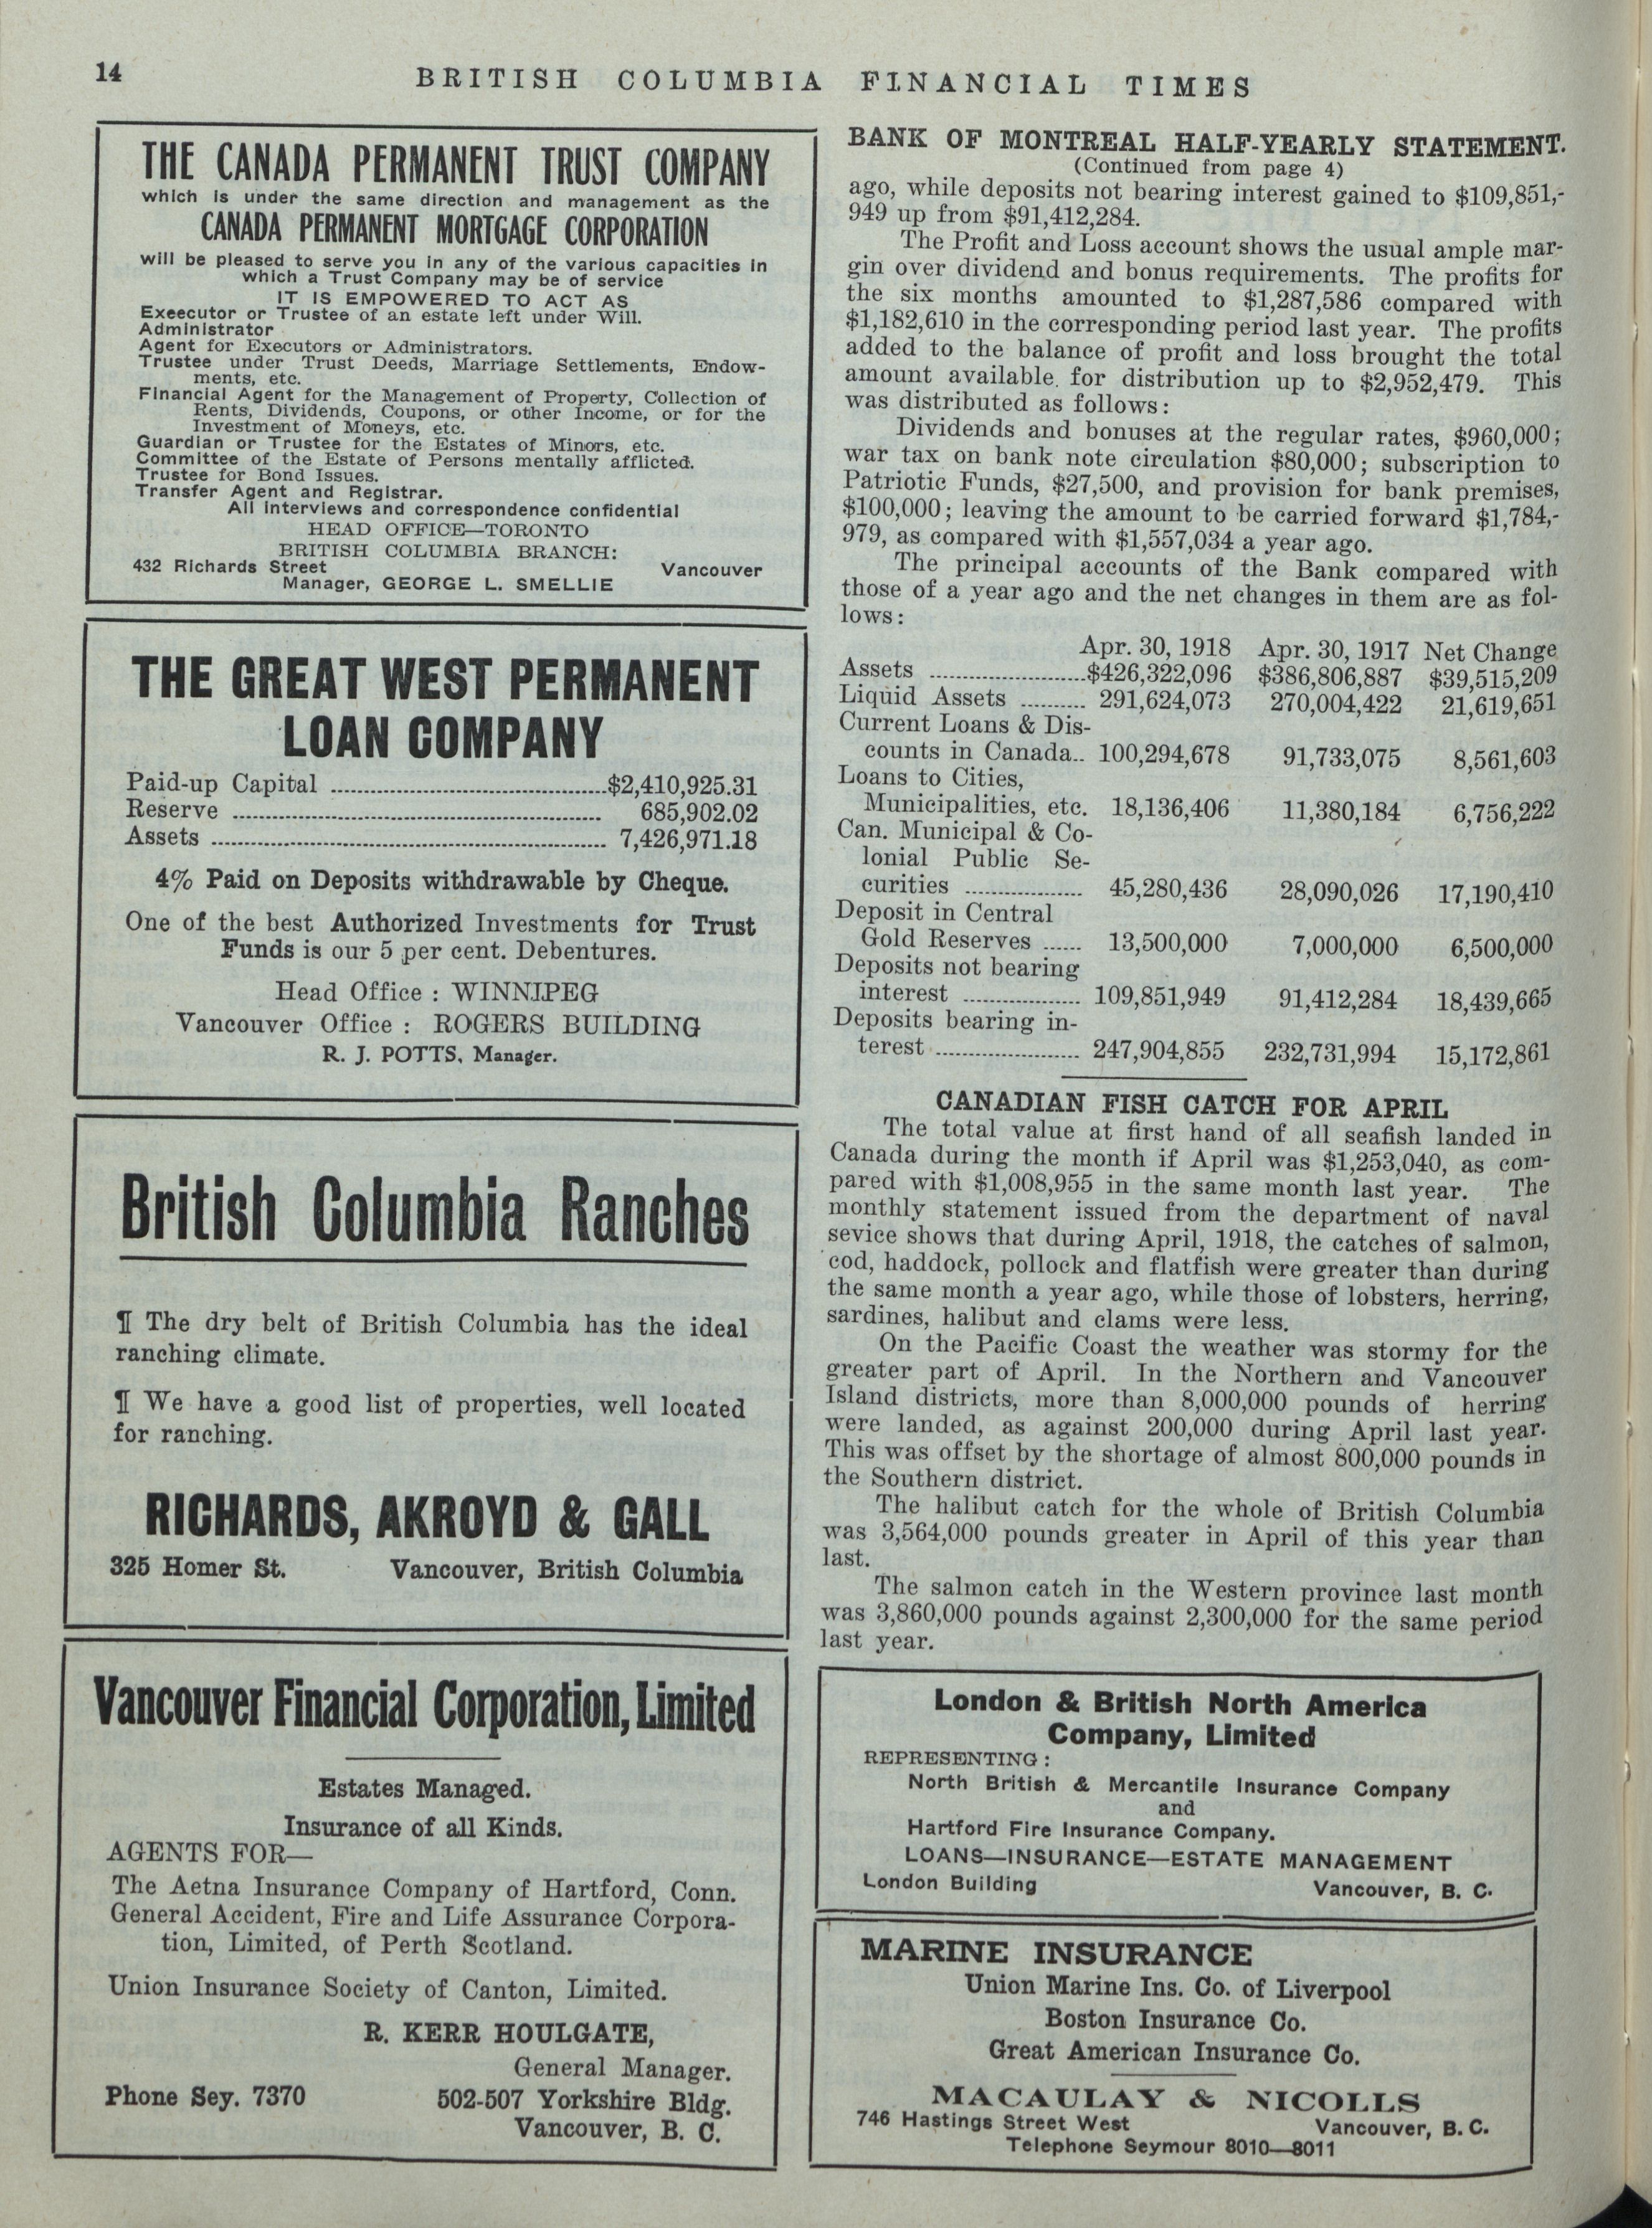 14
BRITISH COLUMBIA FINANCIAL TIMES
THE CANADA PERMANENT TRUST COMPANY
which is under the same direction and management as the
CANADA PERMANENT MORTGAGE CORPORATION
will be pleased to serve you in any of the various capacities in
which a Trust Company may be of service
IT IS EMPOWERED TO ACT AS
Exeecutor or Trustee of an estate left under Will.
Administrator
Agent for Executors or Administrators.
Trustee under Trust Deeds, Marriage Settlements, Endow-
ments, etc.
Financial Agent for the Management of Property, Collection of
Rents, Dividends, Coupons, or other Income, or for the
Investment of Moneys, etc.
Guardian or Trustee for the Estates of Minors, etc.
Committee of the Estate of Persons mentally afflicted.
Trustee for Bond Issues.
Transfer Agent and Registrar.
All interviews and correspondence confidential
HEAD OFFICE—TORONTO
BRITISH COLUMBIA BRANCH:
432 Richards Street Vancouver
Manager, GEORGE L. SMELLIE
THE GREAT WEST PERMANENT
LOAN COMPANY
Paid-up Capital ........................................$2,410,925.31
Reserve ........................................ 685,902.02
Assets ........................................ 7,426,971.18
4% Paid on Deposits withdrawable by Cheque.
One of the best Authorized Investments for Trust
Funds is our 5 per cent. Debentures.
Head Office : WINNIPEG
Vancouver Office : ROGERS BUILDING
R. J. POTTS, Manager.
British Columbia Ranches
¶ The dry belt of British Columbia has the ideal
ranching climate.
¶ We have a good list of properties, well located
for ranching.
RICHARDS, AKROYD & GALL
325 Homer St. Vancouver, British Columbia
Vancouver Financial Corporation, Limited
Estates Managed.
Insurance of all Kinds.
AGENTS FOR—
The Aetna Insurance Company of Hartford, Conn.
General Accident, Fire and Life Assurance Corpora-
tion, Limited, of Perth Scotland.
Union Insurance Society of Canton, Limited.
R. KERR HOULGATE,
General Manager.
Phone Sey. 7370 502-507 Yorkshire Bldg.
Vancouver, B. C.
BANK OF MONTREAL HALF-YEARLY STATEMENT.
(Continued from page 4)
ago, while deposits not bearing interest gained to $109,851,-
949 up from $91,412,284.
The Profit and Loss account shows the usual ample mar-
gin over dividend and bonus requirements. The profits for
the six months amounted to $1,287,586 compared with
$1,182,610 in the corresponding period last year. The profits
added to the balance of profit and loss brought the total
amount available for distribution up to $2,952,479. This
was distributed as follows:
Dividends and bonuses at the regular rates, $960,000;
war tax on bank note circulation $80,000; subscription to
Patriotic Funds, $27,500, and provision for bank premises,
$100,000; leaving the amount to be carried forward $1,784,-
979, as compared with $1,557,034 a year ago.
The principal accounts of the Bank compared with
those of a year ago and the net changes in them are as fol-
lows:
Apr. 30, 1918 Apr. 30, 1917 Net Change
Assets ........................$426,322,096 $386,806,887 $39,515,209
Liquid Assets .......... 291,624,073 270,004,422 21,619,651
Current Loans & Dis-
counts in Canada.. 100,294,678 91,733,075 8,561,603
Loans to Cities,
Municipalities, etc. 18,136,406 11,380,184 6,756,222
Can. Municipal & Co-
lonial Public Se-
curities .................. 45,280,436 28,090,026 17,190,410
Deposit in Central
Gold Reserves ...... 13,500,000 7,000,000 6,500,000
Deposits not bearing
interest .................. 109,851,949 91,412,284 18,439,665
Deposits bearing in-
terest ...................... 247,904,855 232,731,994 15,172,861
CANADIAN FISH CATCH FOR APRIL
The total value at first hand of all seafish landed in
Canada during the month if April was $1,253,040, as com-
pared with $1,008,955 in the same month last year. The
monthly statement issued from the department of naval
sevice shows that during April, 1918, the catches of salmon,
cod, haddock, pollock and flatfish were greater than during
the same month a year ago, while those of lobsters, herring,
sardines, halibut and clams were less.
On the Pacific Coast the weather was stormy for the
greater part of April. In the Northern and Vancouver
Island districts, more than 8,000,000 pounds of herring
were landed, as against 200,000 during April last year.
This was offset by the shortage of almost 800,000 pounds in
the Southern district.
The halibut catch for the whole of British Columbia
was 3,564,000 pounds greater in April of this year than
last.
The salmon catch in the Western province last month
was 3,860,000 pounds against 2,300,000 for the same period
last year.
London & British North America
Company, Limited
REPRESENTING :
North British & Mercantile Insurance Company
and
Hartford Fire Insurance Company.
LOANS—INSURANCE—ESTATE MANAGEMENT
London Building Vancouver, B. C.
MARINE INSURANCE
Union Marine Ins. Co. of Liverpool
Boston Insurance Co.
Great American Insurance Co.
MACAULAY & NICOLLS
746 Hastings Street West Vancouver, B. C.
Telephone Seymour 8010—8011